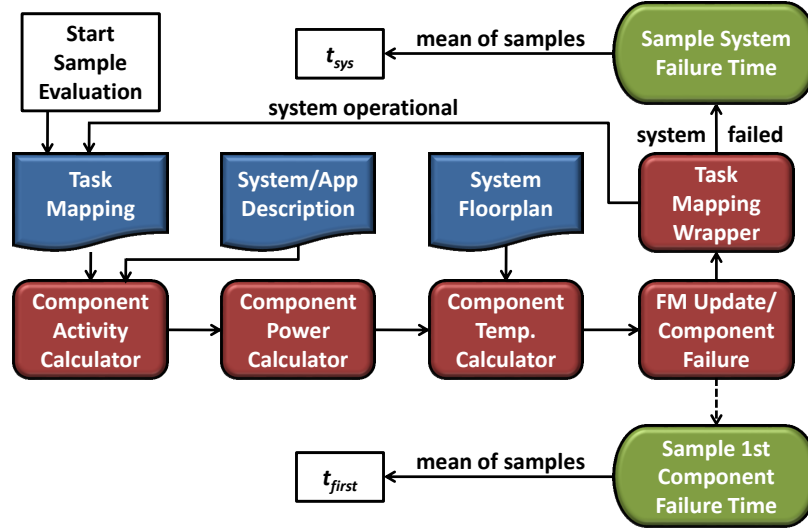 Start
Sample
Evaluation
t_sys
mean of samples
Sample System
Failure Time
system operational
system failed
Task
Mapping
System/App
Description
System
Floorplan
Task
Mapping
Wrapper
Component
Activity
Calculator
Component
Power
Calculator
Component
Temp.
Calculator
FM Update/
Component
Failure
t_first
mean of samples
Sample 1st
Component
Failure Time